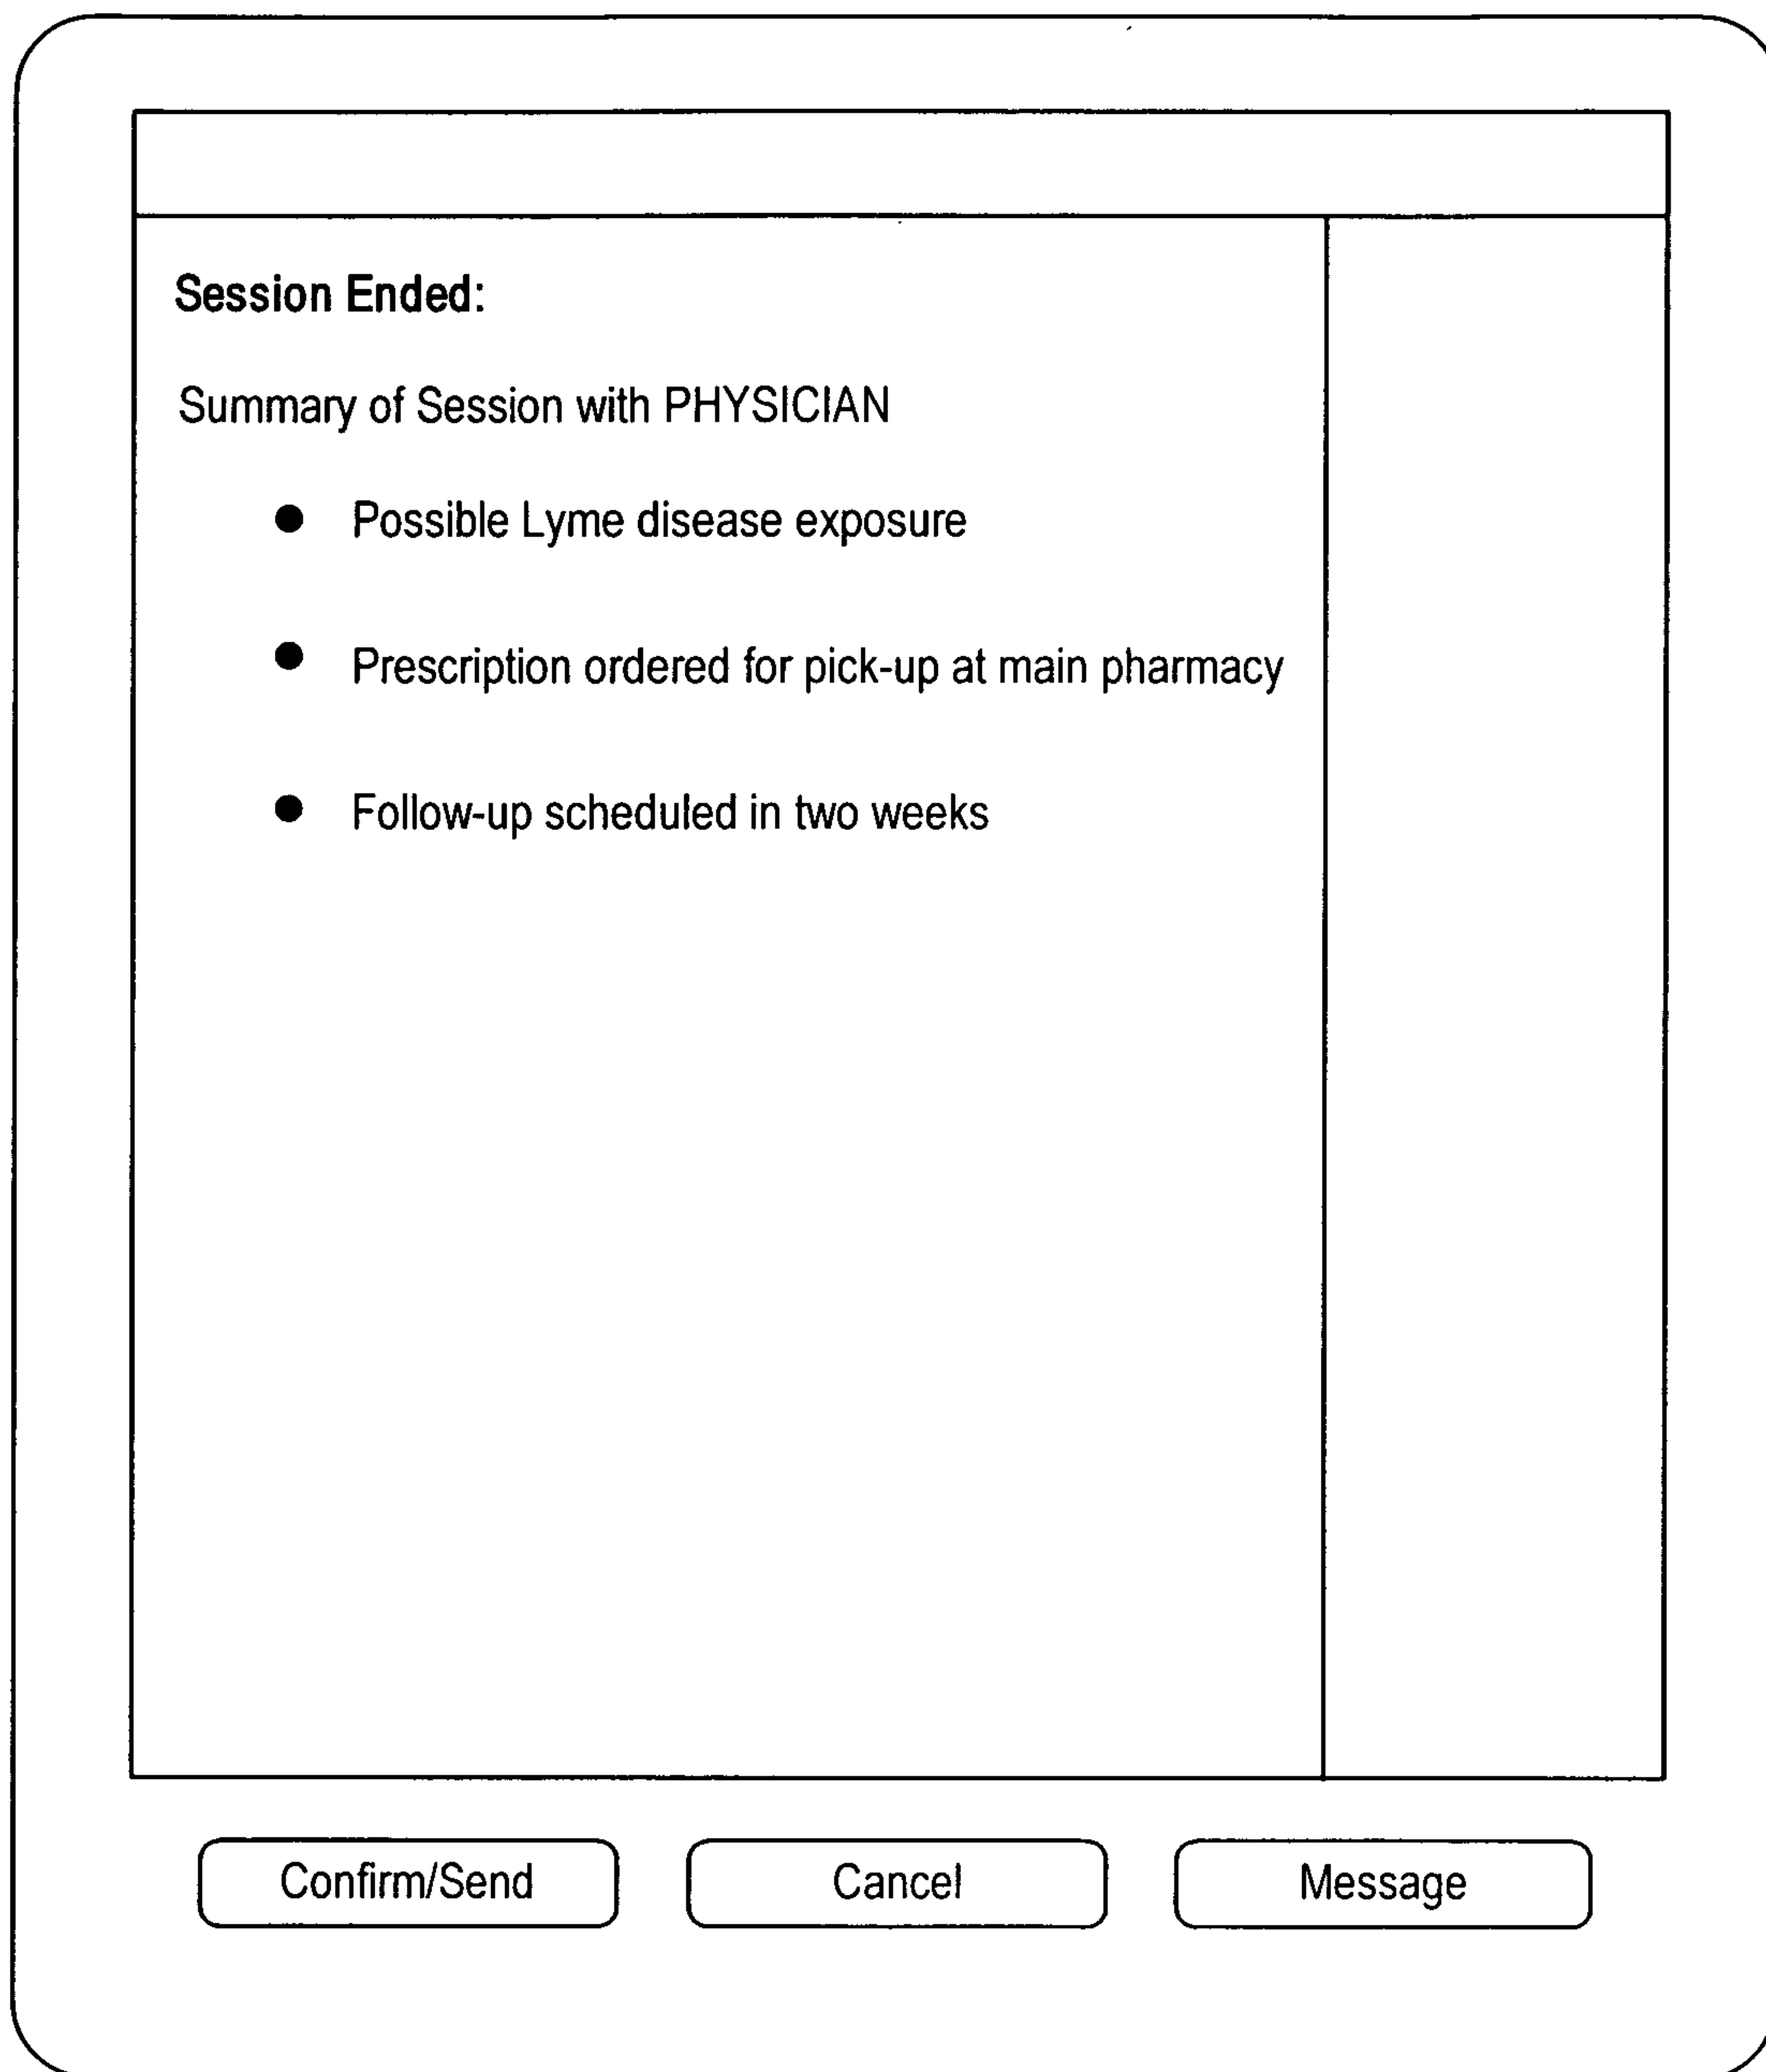 Session Ended:
Summary of Session with PHYSICIAN
● Possible Lyme disease exposure
● Prescription ordered for pick-up at main pharmacy
● Follow-up scheduled in two weeks
Confirm/Send
Cancel
Message